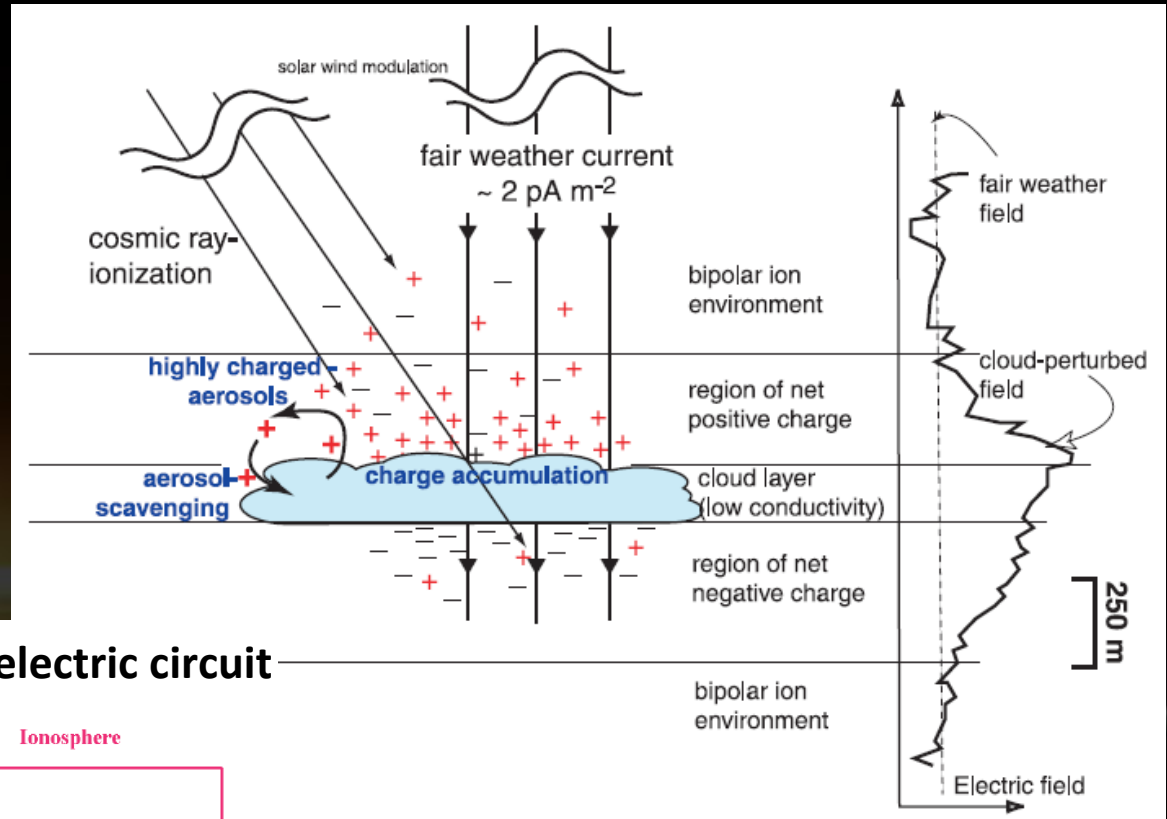 solar wind modulation
fair weather current
~ 2 pA m-2
cosmic ray-
ionization
fair weather
field
bipolar ion
environment
highly charged
aerosols
cloud-perturbed
field
region of net
positive charge
aerosol
scavenging
charge accumulation
cloud layer
(low conductivity)
region of net
negative charge
250 m
electric circuit
bipolar ion
environment
Ionosphere
Electric field